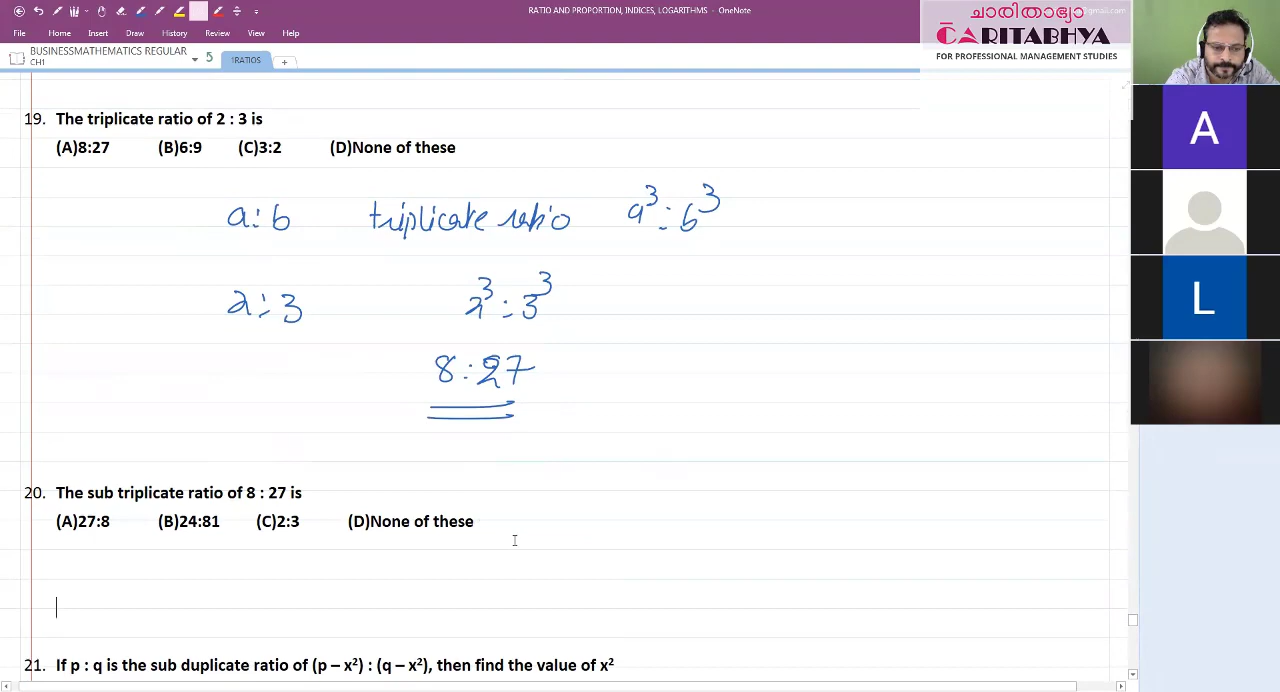 RATIO AND PROPORTION, INDICES, LOGARITHMS - OneNote
File Home Insert Draw History Review View Help
BUSINESSMATHEMATICS REGULAR
CH1
5
!RATIOS
+
ചാരിതാഭ്യാ
@gmail.com
CARITABHYA
FOR PROFESSIONAL MANAGEMENT STUDIES
19. The triplicate ratio of 2 : 3 is
(A)8:27 (B)6:9 (C)3:2 (D)None of these
a:b triplicate ratio a³:b³
2:3 2³:3³
8:27
20. The sub triplicate ratio of 8 : 27 is
(A)27:8 (B)24:81 (C)2:3 (D)None of these
21. If p : q is the sub duplicate ratio of (p – x²) : (q – x²), then find the value of x²
A
L